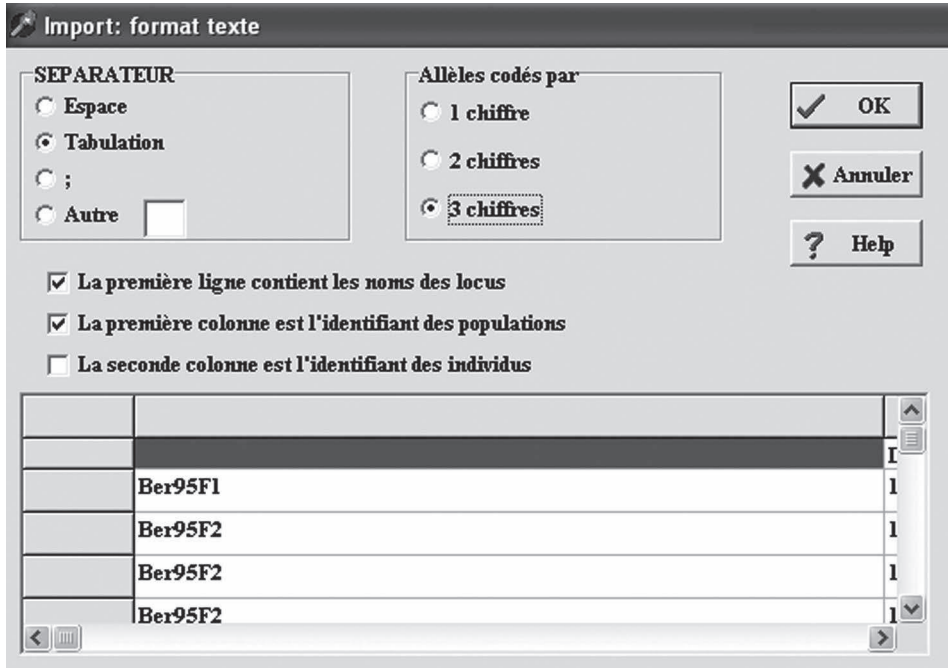 Import: format texte
SEPARATEUR
Espace
Tabulation
;
Autre
Allèles codés par
1 chiffre
2 chiffres
3 chiffres
OK
Annuler
Help
La première ligne contient les noms des locus
La première colonne est l'identifiant des populations
La seconde colonne est l'identifiant des individus
Ber95F1
Ber95F2
Ber95F2
Ber95F2